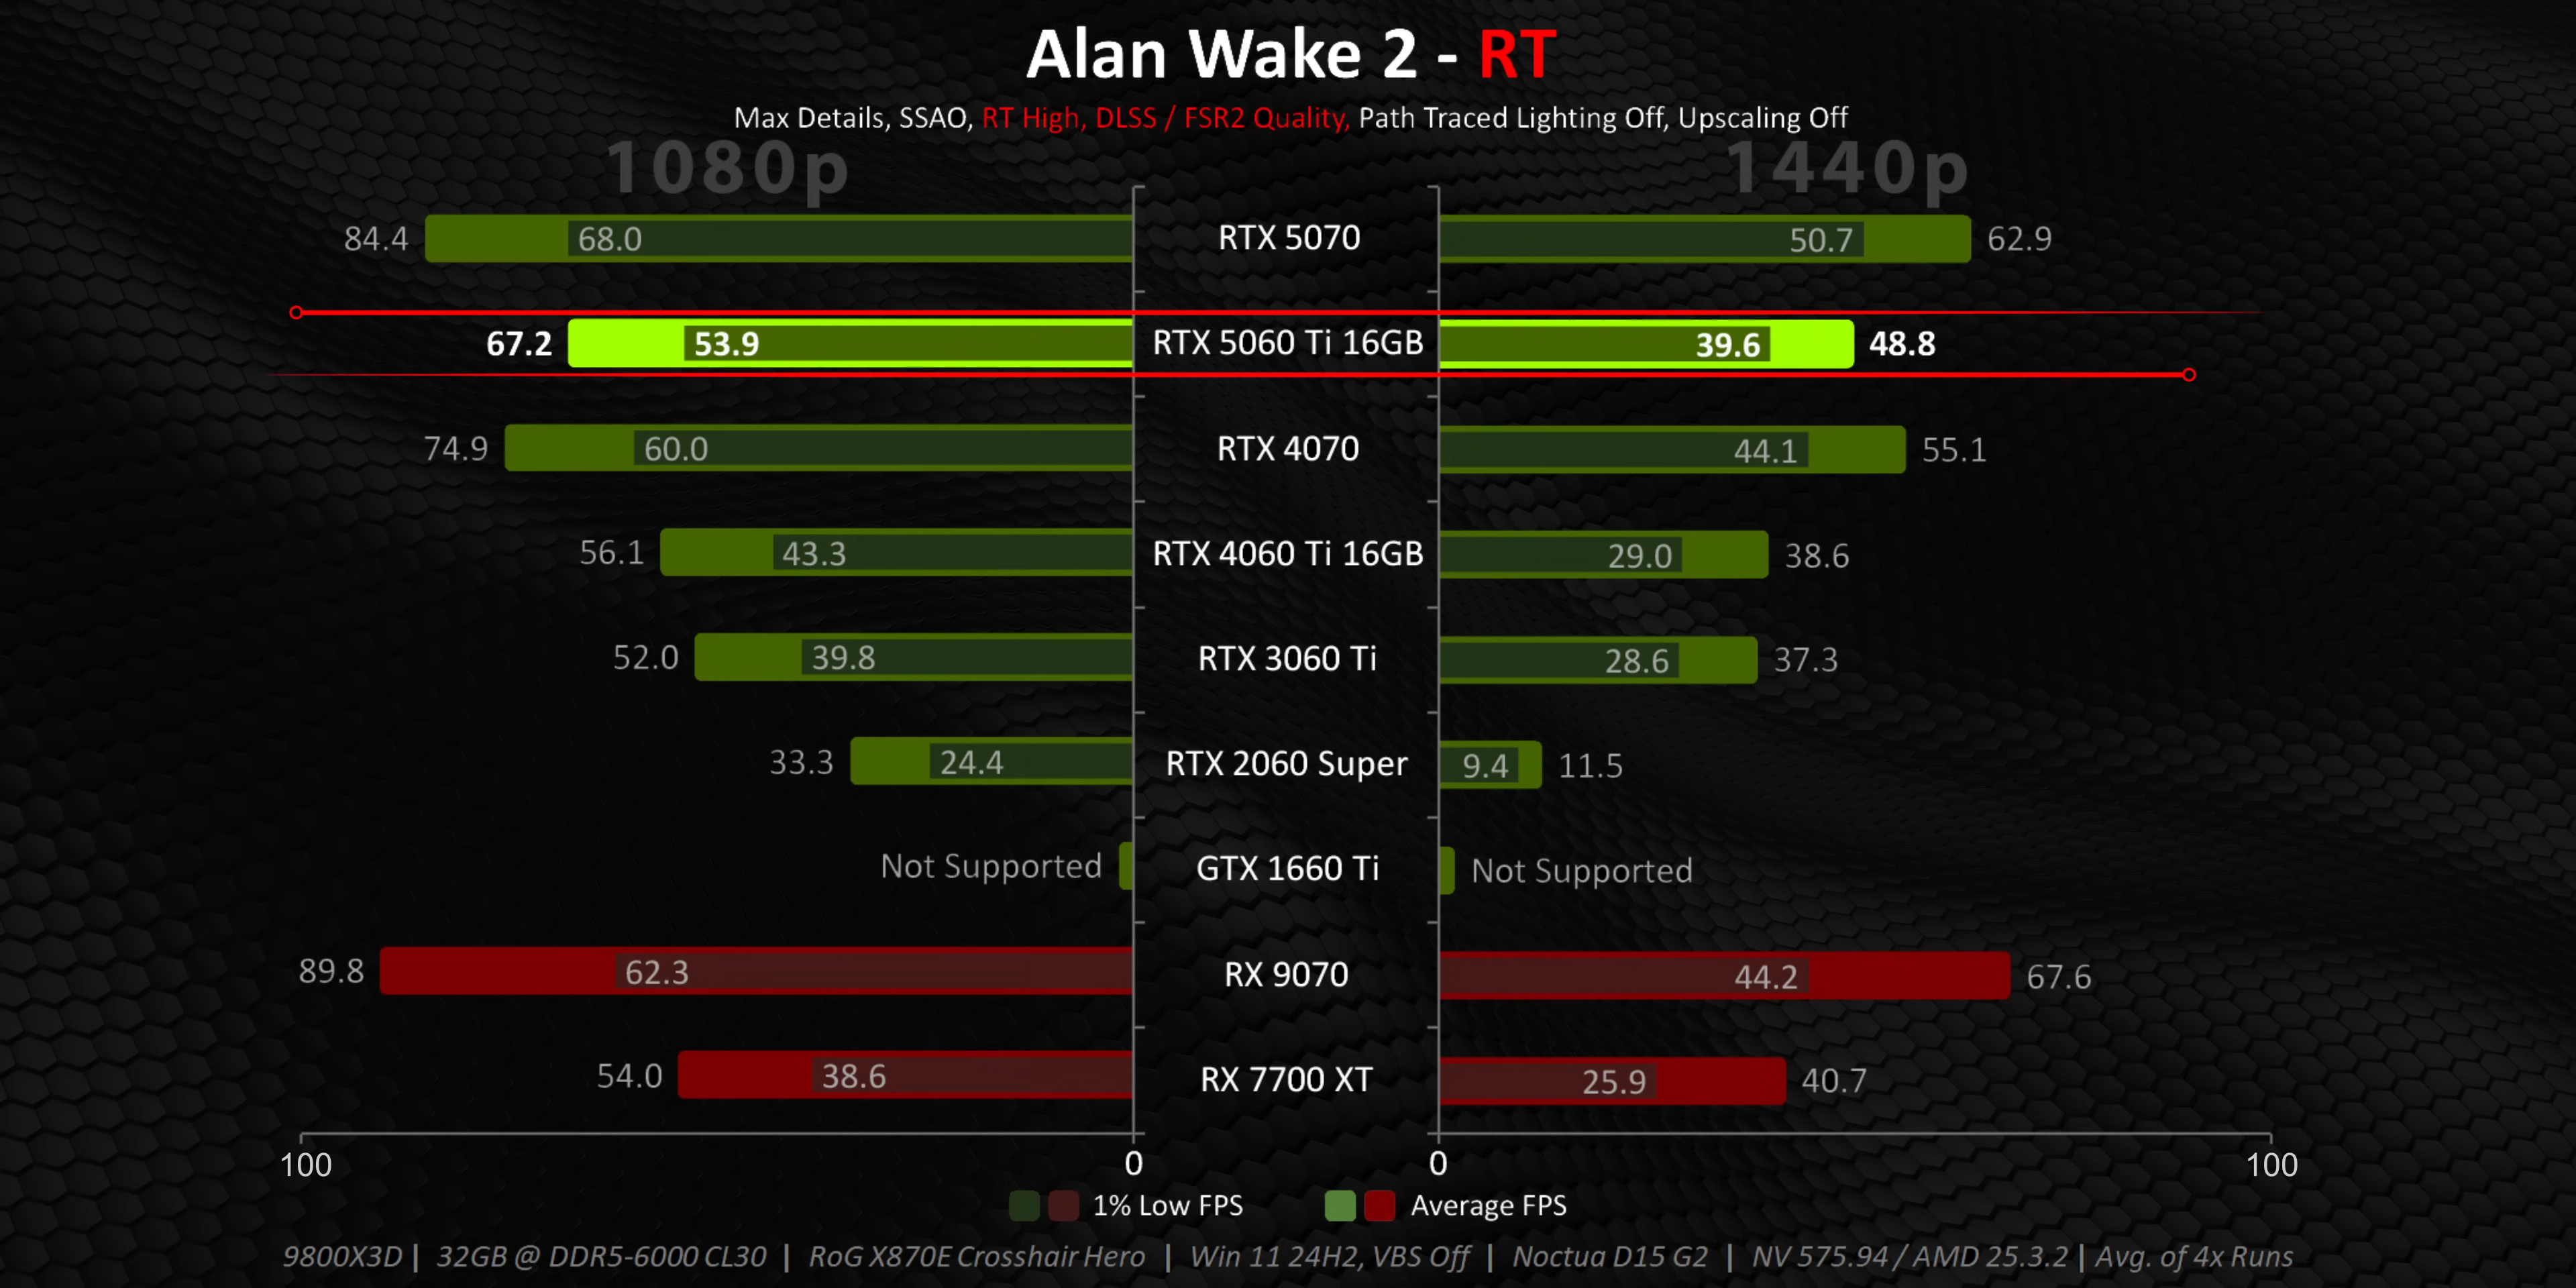 Alan Wake 2 - RT
Max Details, SSAO, RT High, DLSS / FSR2 Quality, Path Traced Lighting Off, Upscaling Off
1080p 1440p
84.4 68.0 RTX 5070 50.7 62.9
67.2 53.9 RTX 5060 Ti 16GB 39.6 48.8
74.9 60.0 RTX 4070 44.1 55.1
56.1 43.3 RTX 4060 Ti 16GB 29.0 38.6
52.0 39.8 RTX 3060 Ti 28.6 37.3
33.3 24.4 RTX 2060 Super 9.4 11.5
Not Supported GTX 1660 Ti Not Supported
89.8 62.3 RX 9070 44.2 67.6
54.0 38.6 RX 7700 XT 25.9 40.7
100 0 0 100
1% Low FPS Average FPS
9800X3D | 32GB @ DDR5-6000 CL30 | RoG X870E Crosshair Hero | Win 11 24H2, VBS Off | Noctua D15 G2 | NV 575.94 / AMD 25.3.2 | Avg. of 4x Runs